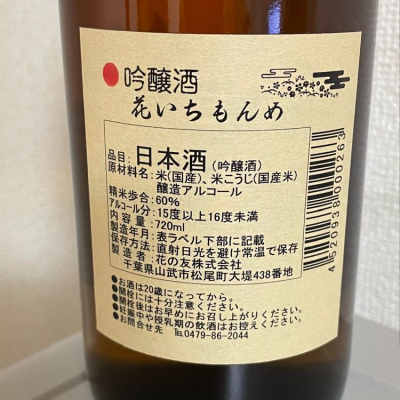 ●吟醸酒
花いちもんめ
品目：日本酒（吟醸酒）
原材料名：米(国産)、米こうじ(国産米)
醸造アルコール
精米歩合：60%
アルコール分：15度以上16度未満
内容量：720ml
製造年月：表ラベル下部に記載
保存方法：直射日光を避け常温で保存
製造者：花の友株式会社
千葉県山武市松尾町大堤438番地
●お酒は20歳になってから。
●開栓には十分注意ください。
●開栓後はお早めにお召し上がりください。
●妊娠中や授乳期の飲酒はお控えください。
●お問合せ先 TEL0479-86-2044
4529938000263